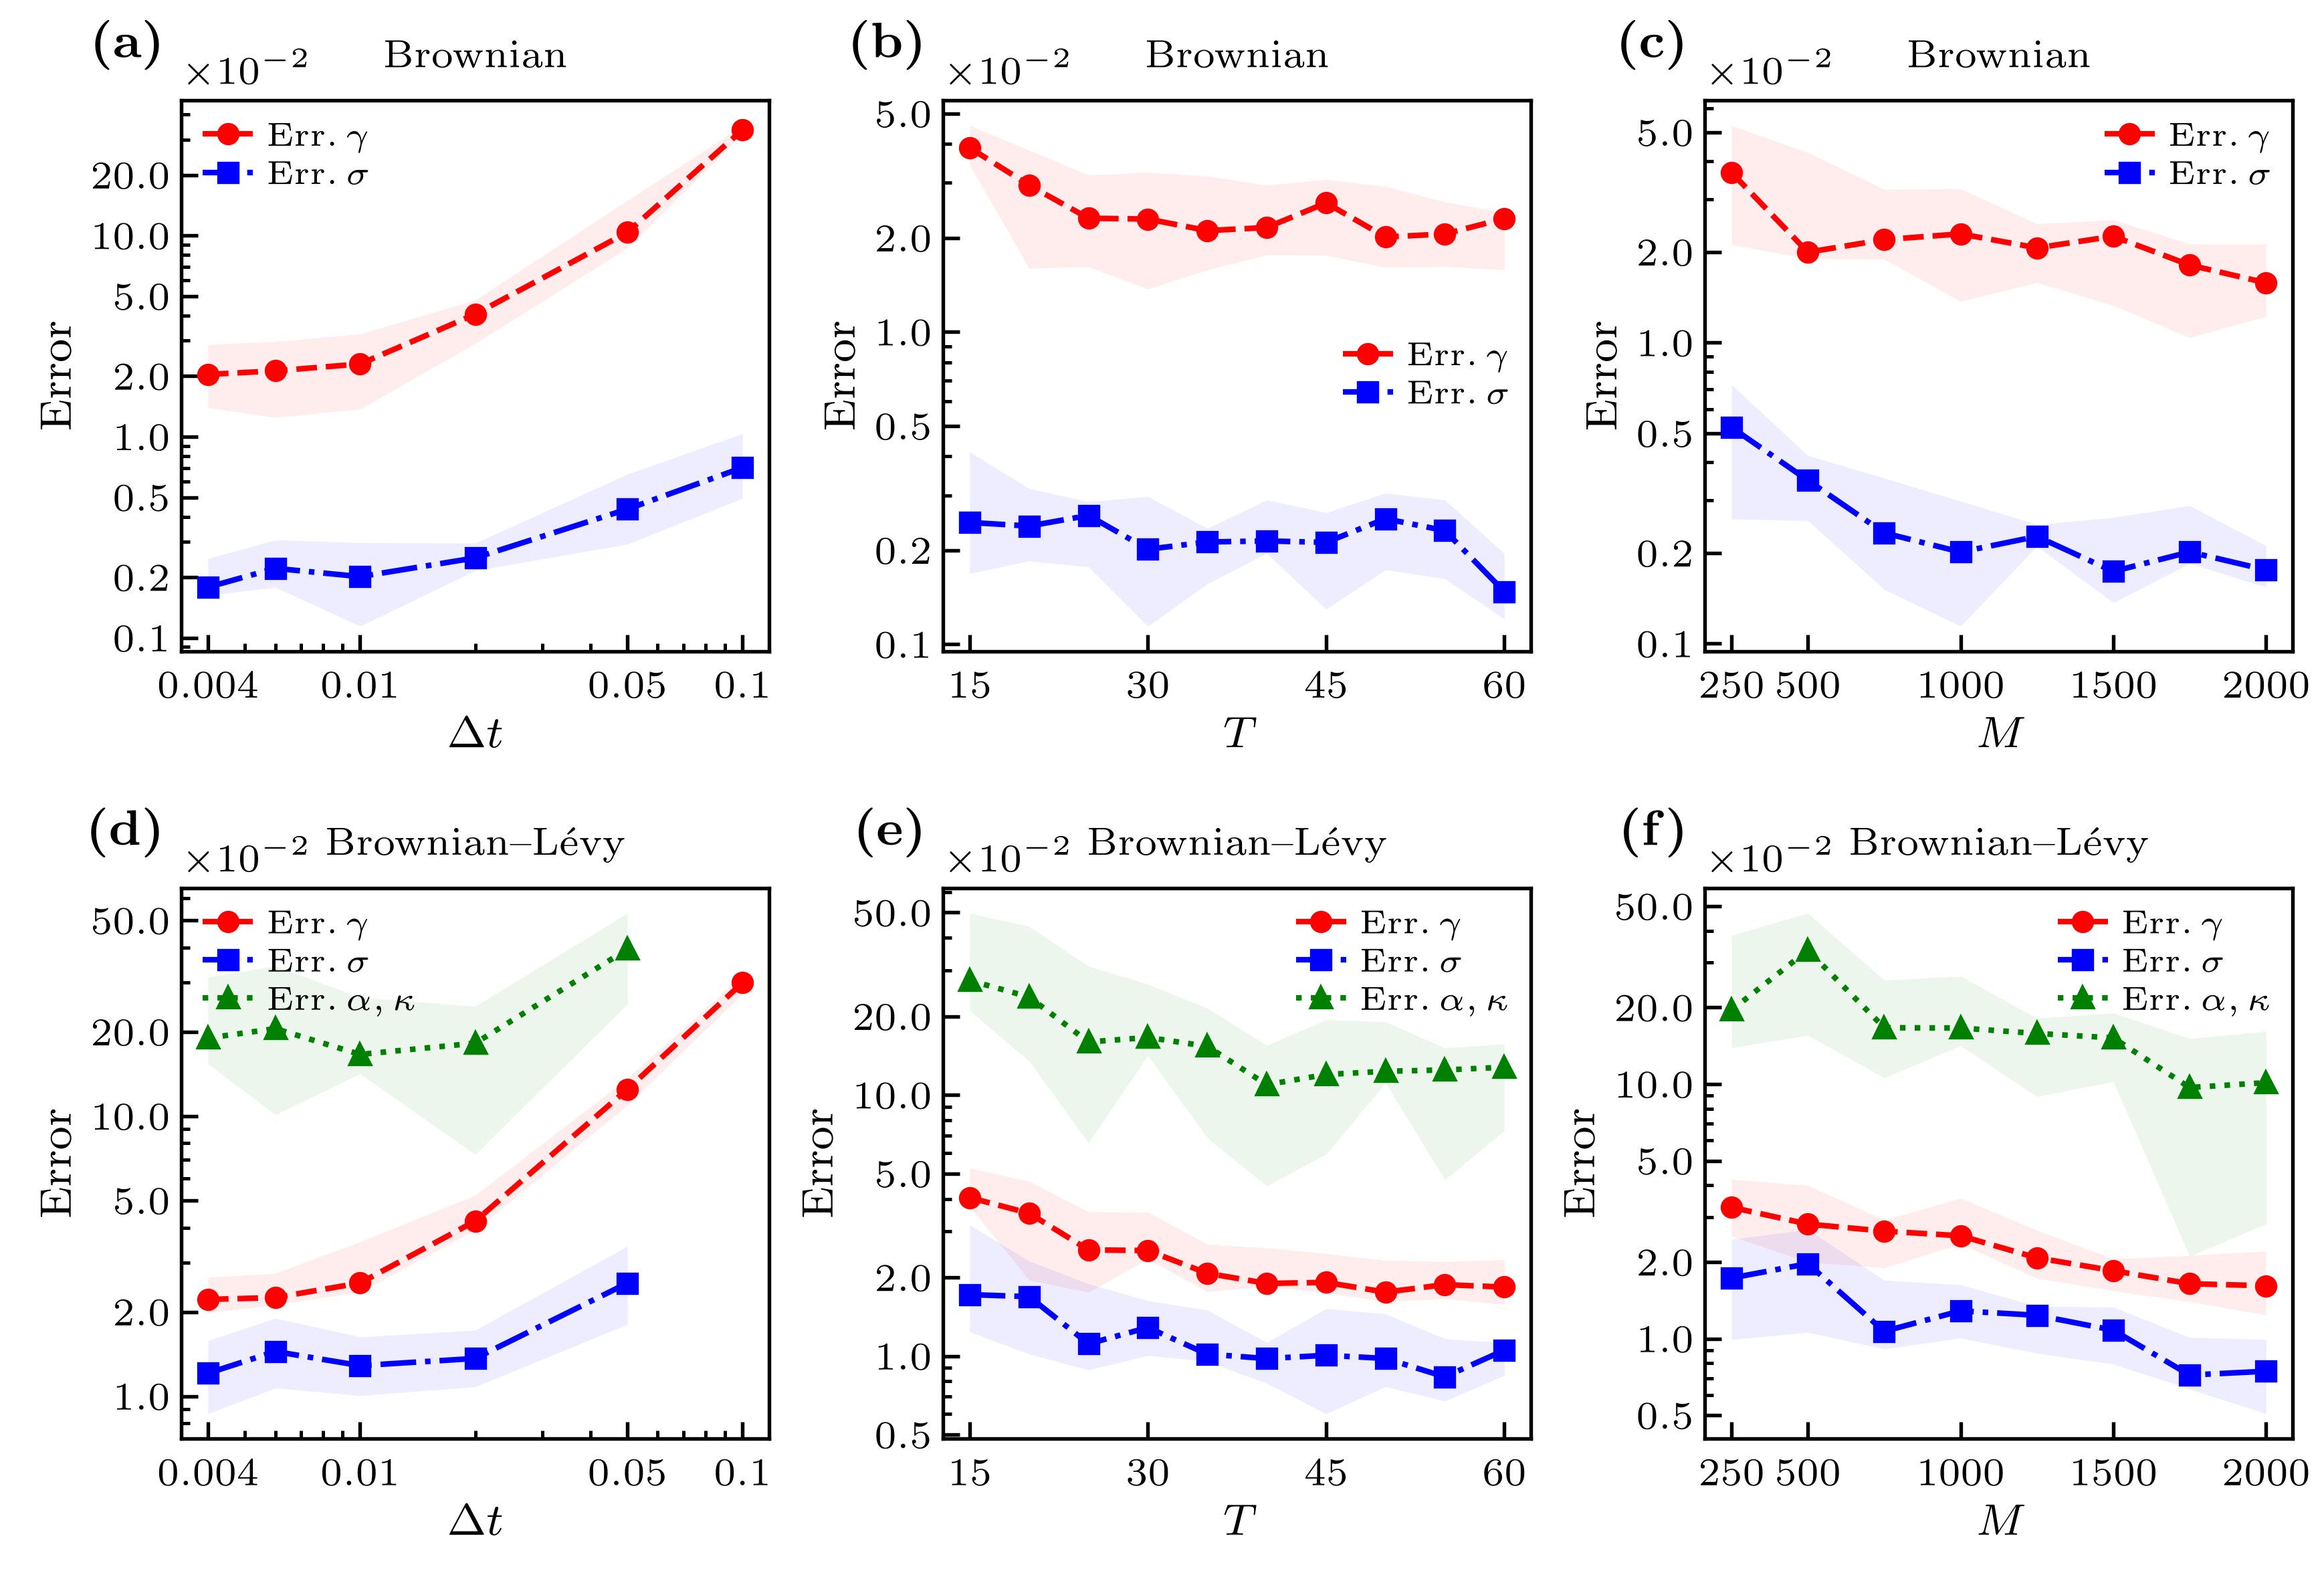 (a)
×10⁻²
Brownian
Err. γ
Err. σ
20.0
10.0
5.0
2.0
1.0
0.5
0.2
0.1
Error
0.004 0.01 0.05 0.1
Δt
(b)
×10⁻²
Brownian
5.0
2.0
1.0
0.5
0.2
0.1
Error
Err. γ
Err. σ
15 30 45 60
T
(c)
×10⁻²
Brownian
Err. γ
Err. σ
5.0
2.0
1.0
0.5
0.2
0.1
Error
250 500 1000 1500 2000
M
(d)
×10⁻² Brownian–Lévy
Err. γ
Err. σ
Err. α, κ
50.0
20.0
10.0
5.0
2.0
1.0
Error
0.004 0.01 0.05 0.1
Δt
(e)
×10⁻² Brownian–Lévy
Err. γ
Err. σ
Err. α, κ
50.0
20.0
10.0
5.0
2.0
1.0
0.5
Error
15 30 45 60
T
(f)
×10⁻² Brownian–Lévy
Err. γ
Err. σ
Err. α, κ
50.0
20.0
10.0
5.0
2.0
1.0
0.5
Error
250 500 1000 1500 2000
M